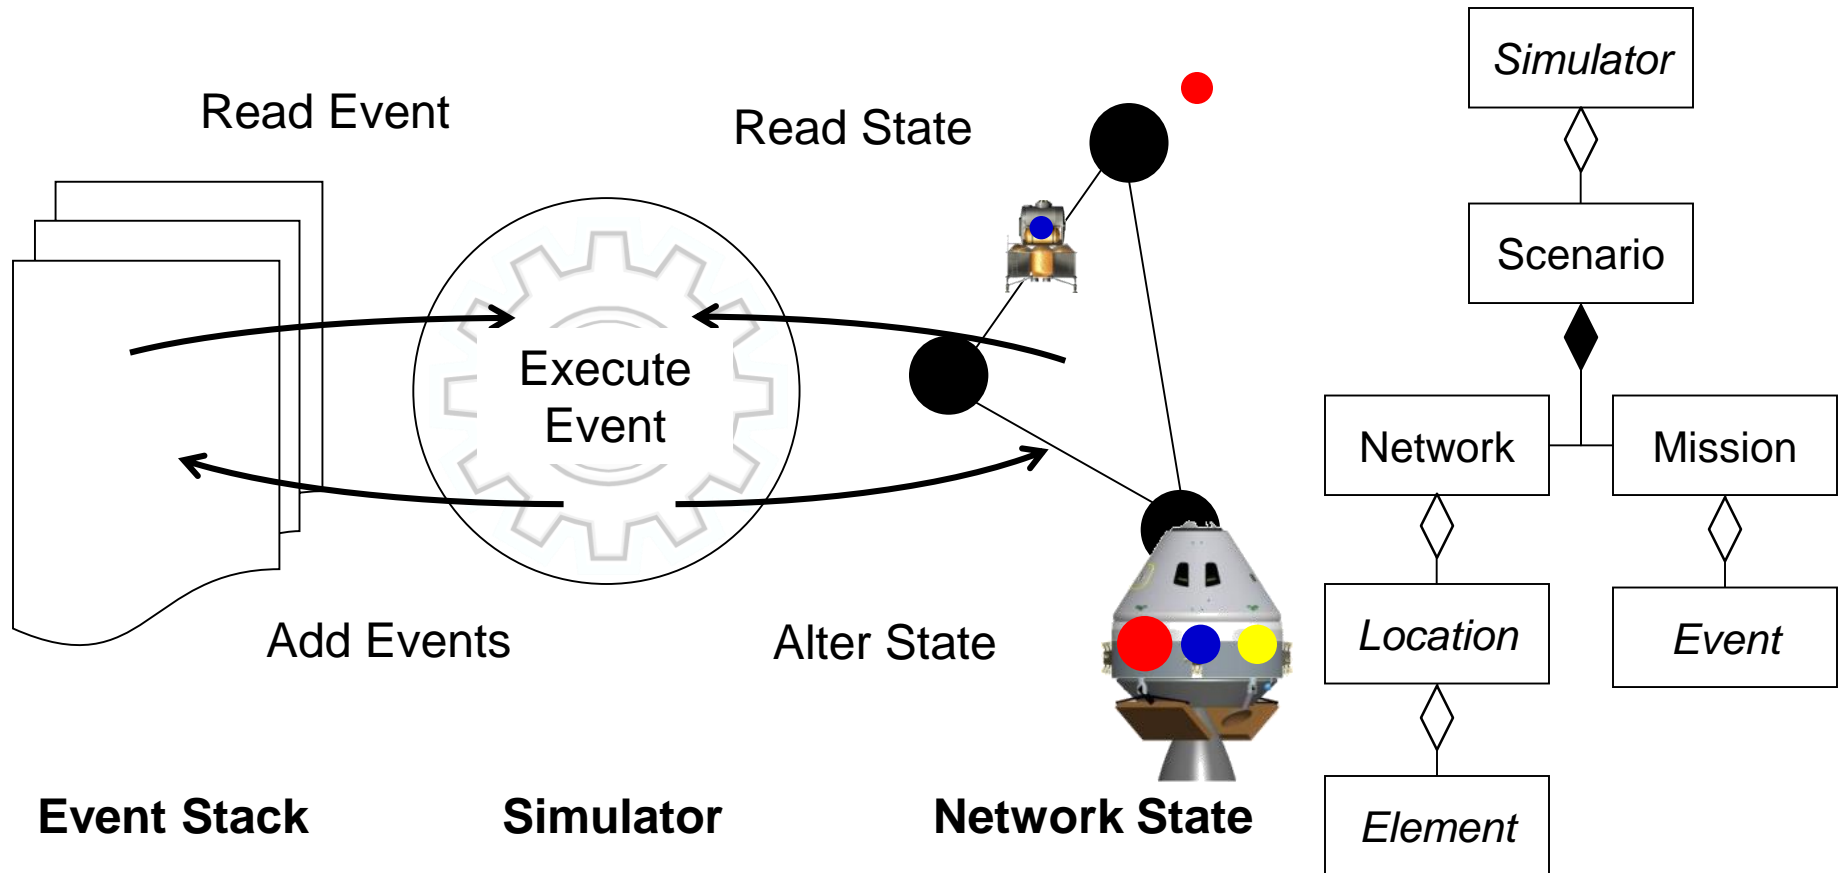 Read Event
Read State
Execute
Event
Add Events
Alter State
Event Stack
Simulator
Network State
Simulator
Scenario
Network
Mission
Location
Event
Element